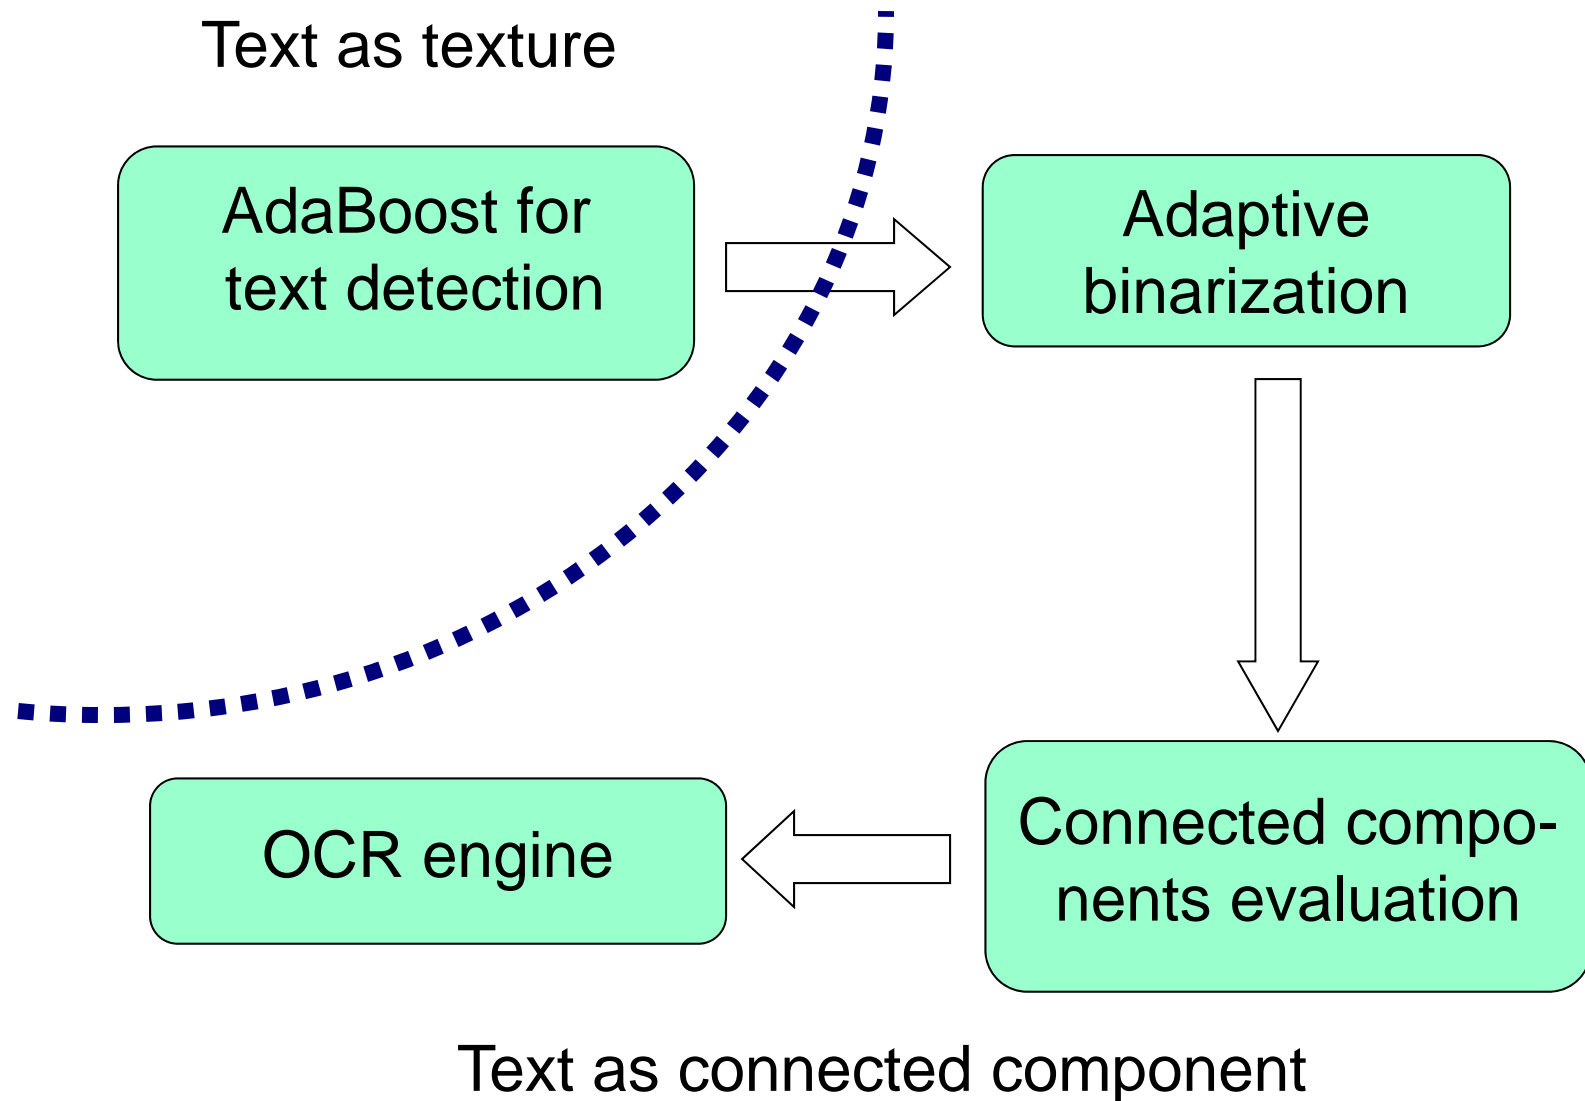 Text as texture
AdaBoost for
text detection
Adaptive
binarization
Connected compo-
nents evaluation
OCR engine
Text as connected component